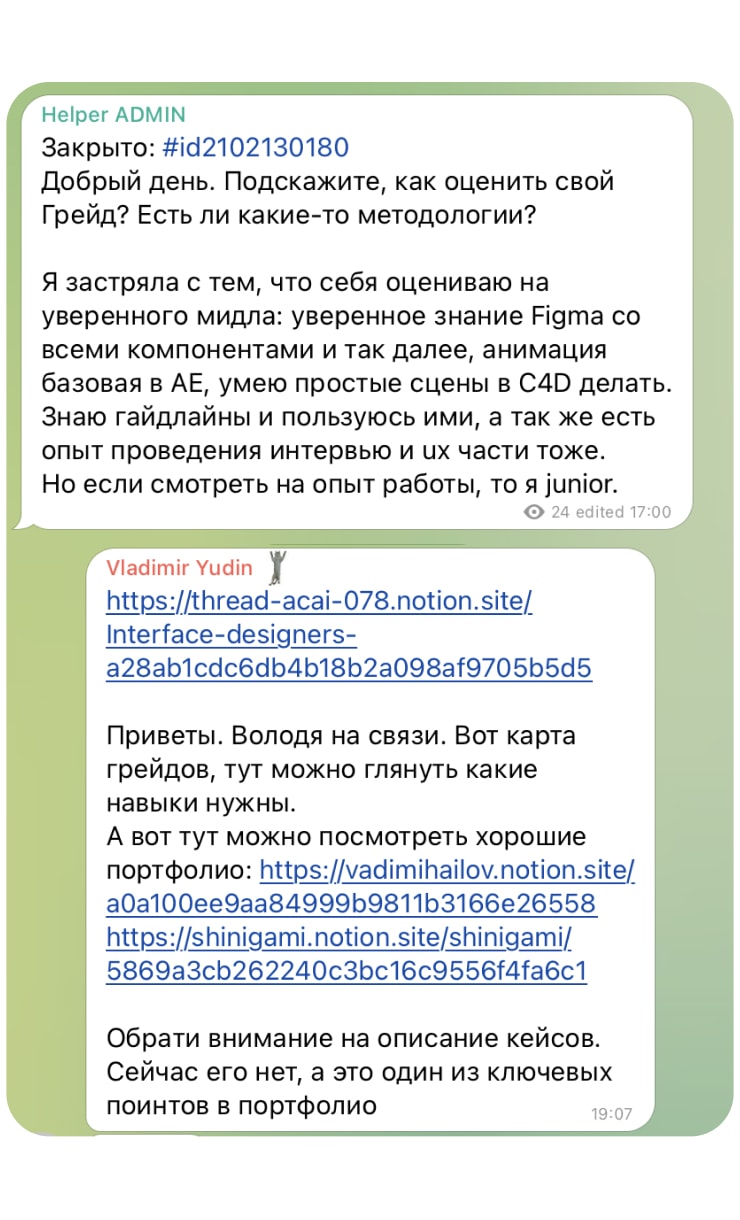 Helper ADMIN
Закрыто: #id2102130180
Добрый день. Подскажите, как оценить свой
Грейд? Есть ли какие-то методологии?
Я застряла с тем, что себя оцениваю на
уверенного мидла: уверенное знание Figma со
всеми компонентами и так далее, анимация
базовая в AE, умею простые сцены в C4D делать.
Знаю гайдлайны и пользуюсь ими, а так же есть
опыт проведения интервью и ux части тоже.
Но если смотреть на опыт работы, то я junior.
24 edited 17:00
Vladimir Yudin
https://thread-acai-078.notion.site/
Interface-designers-
a28ab1cdc6db4b18b2a098af9705b5d5
Приветы. Володя на связи. Вот карта
грейдов, тут можно глянуть какие
навыки нужны.
А вот тут можно посмотреть хорошие
портфолио: https://vadimihailov.notion.site/
a0a100ee9aa84999b9811b3166e26558
https://shinigami.notion.site/shinigami/
5869a3cb262240c3bc16c9556f4fa6c1
Обрати внимание на описание кейсов.
Сейчас его нет, а это один из ключевых
поинтов в портфолио
19:07